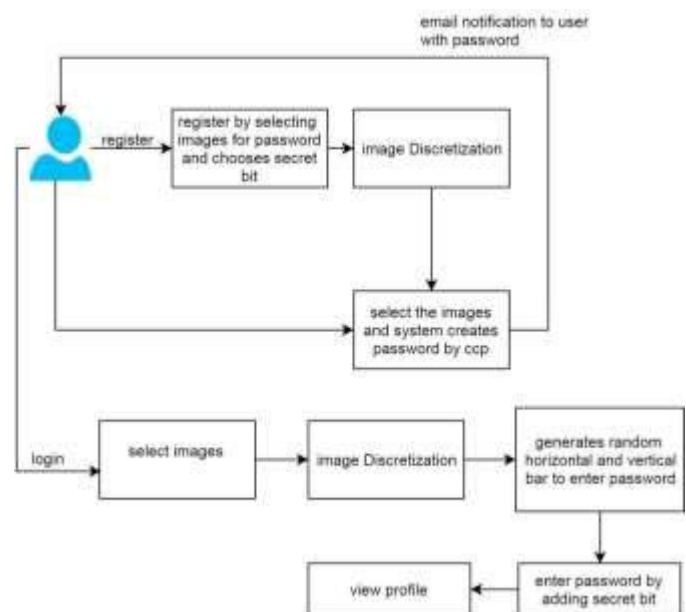 email notification to user
with password
register
register by selecting
images for password
and chooses secret
bit
image Discretization
select the images
and system creates
password by ccp
login
select images
image Discretization
generates random
horizontal and vertical
bar to enter password
view profile
enter password by
adding secret bit